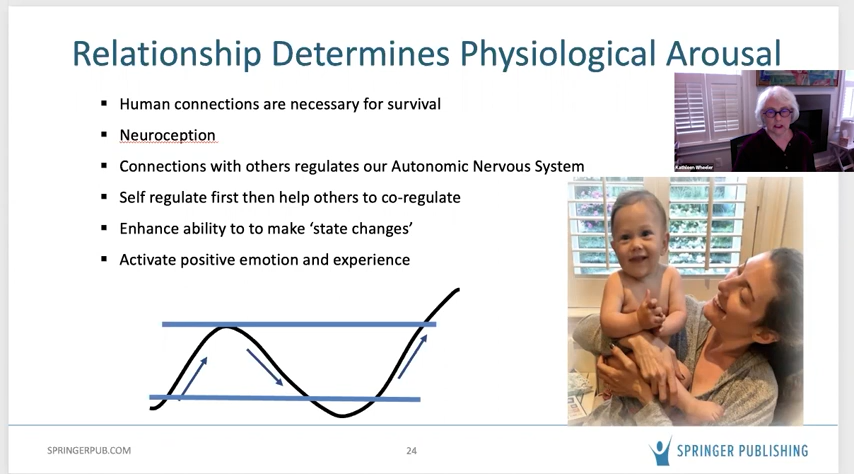 Relationship Determines Physiological Arousal
▪ Human connections are necessary for survival
▪ Neuroception
▪ Connections with others regulates our Autonomic Nervous System
▪ Self regulate first then help others to co-regulate
▪ Enhance ability to to make ‘state changes’
▪ Activate positive emotion and experience
Kathleen Wheeler
SPRINGERPUB.COM
24
SPRINGER PUBLISHING